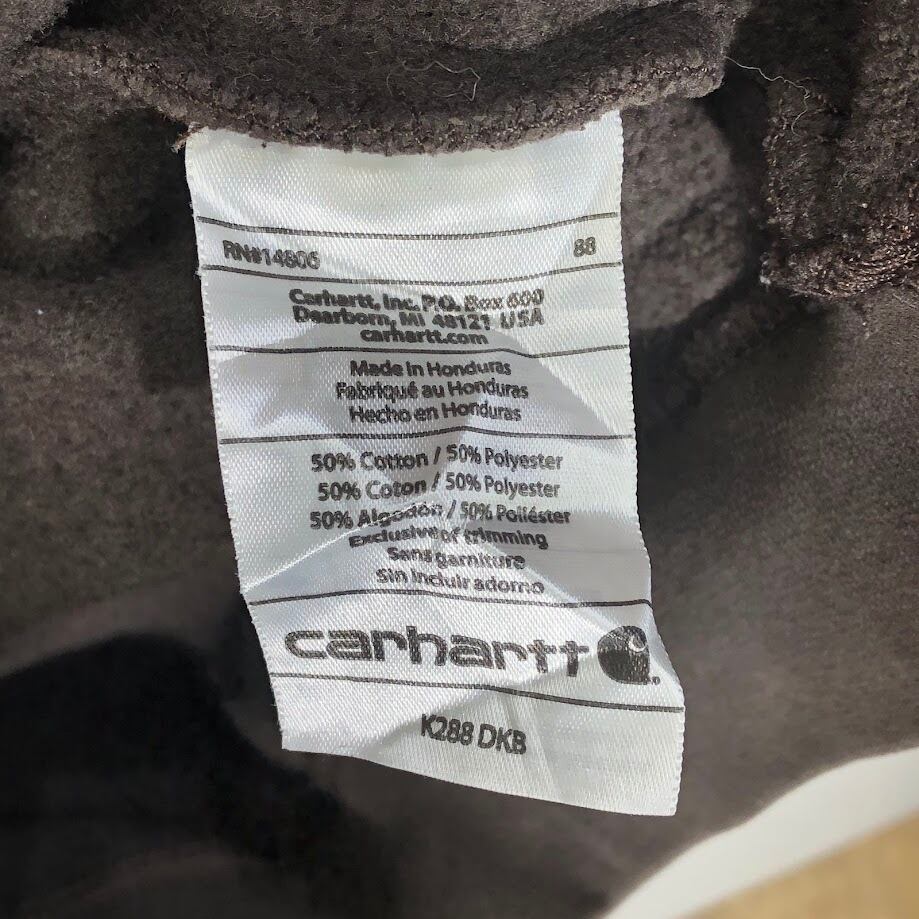 RN#14806 88
Carhartt, Inc. P.O. Box 600
Dearborn, MI 48121 USA
carhartt.com
Made in Honduras
Fabriqué au Honduras
Hecho en Honduras
50% Cotton / 50% Polyester
50% Coton / 50% Polyester
50% Algodón / 50% Poliéster
Exclusive of trimming
Sans garniture
Sin incluir adorno
carhartt
K288 DKB